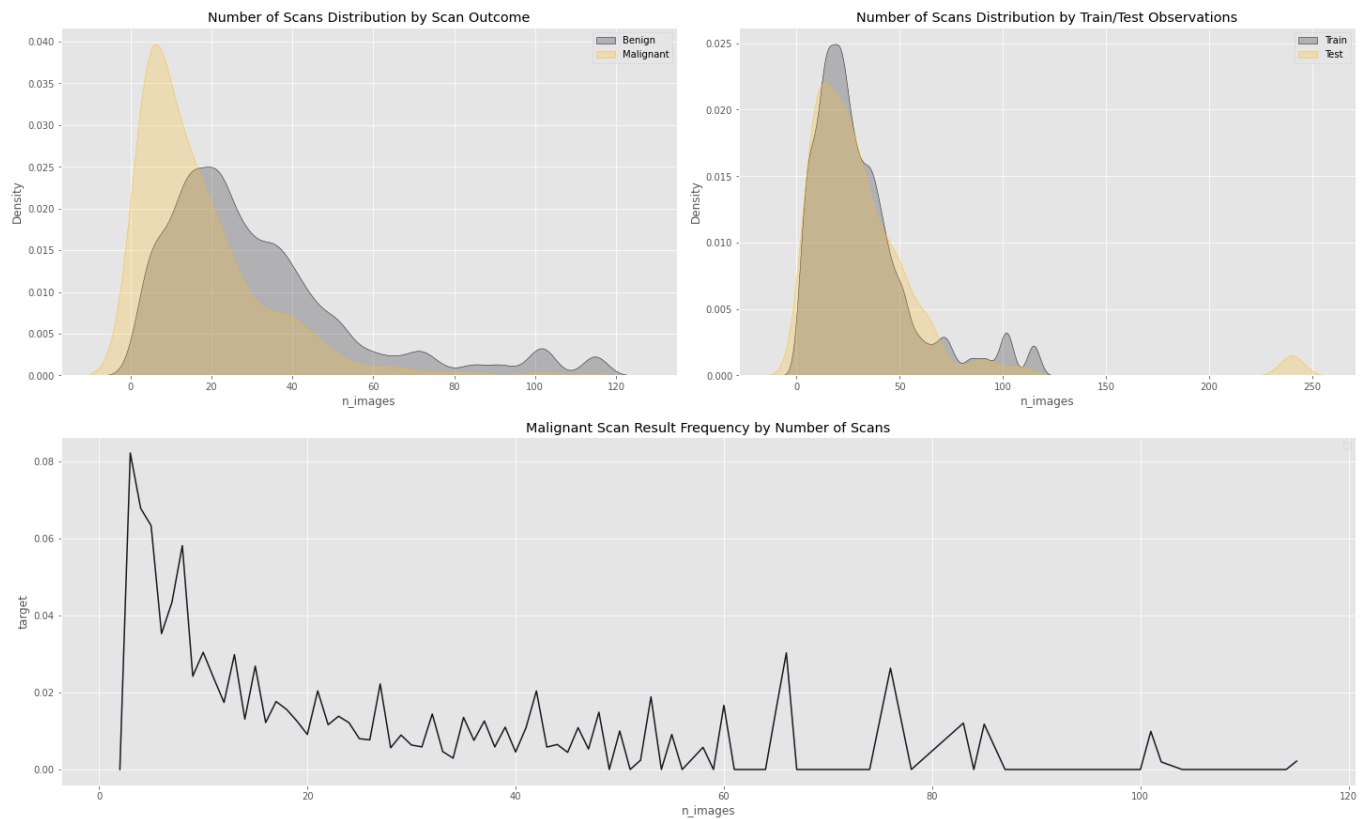 Number of Scans Distribution by Scan Outcome
Benign
Malignant
Density
0.040
0.035
0.030
0.025
0.020
0.015
0.010
0.005
0.000
0 20 40 60 80 100 120
n_images
Number of Scans Distribution by Train/Test Observations
Train
Test
Density
0.025
0.020
0.015
0.010
0.005
0.000
0 50 100 150 200 250
n_images
Malignant Scan Result Frequency by Number of Scans
target
0.08
0.06
0.04
0.02
0.00
0 20 40 60 80 100 120
n_images